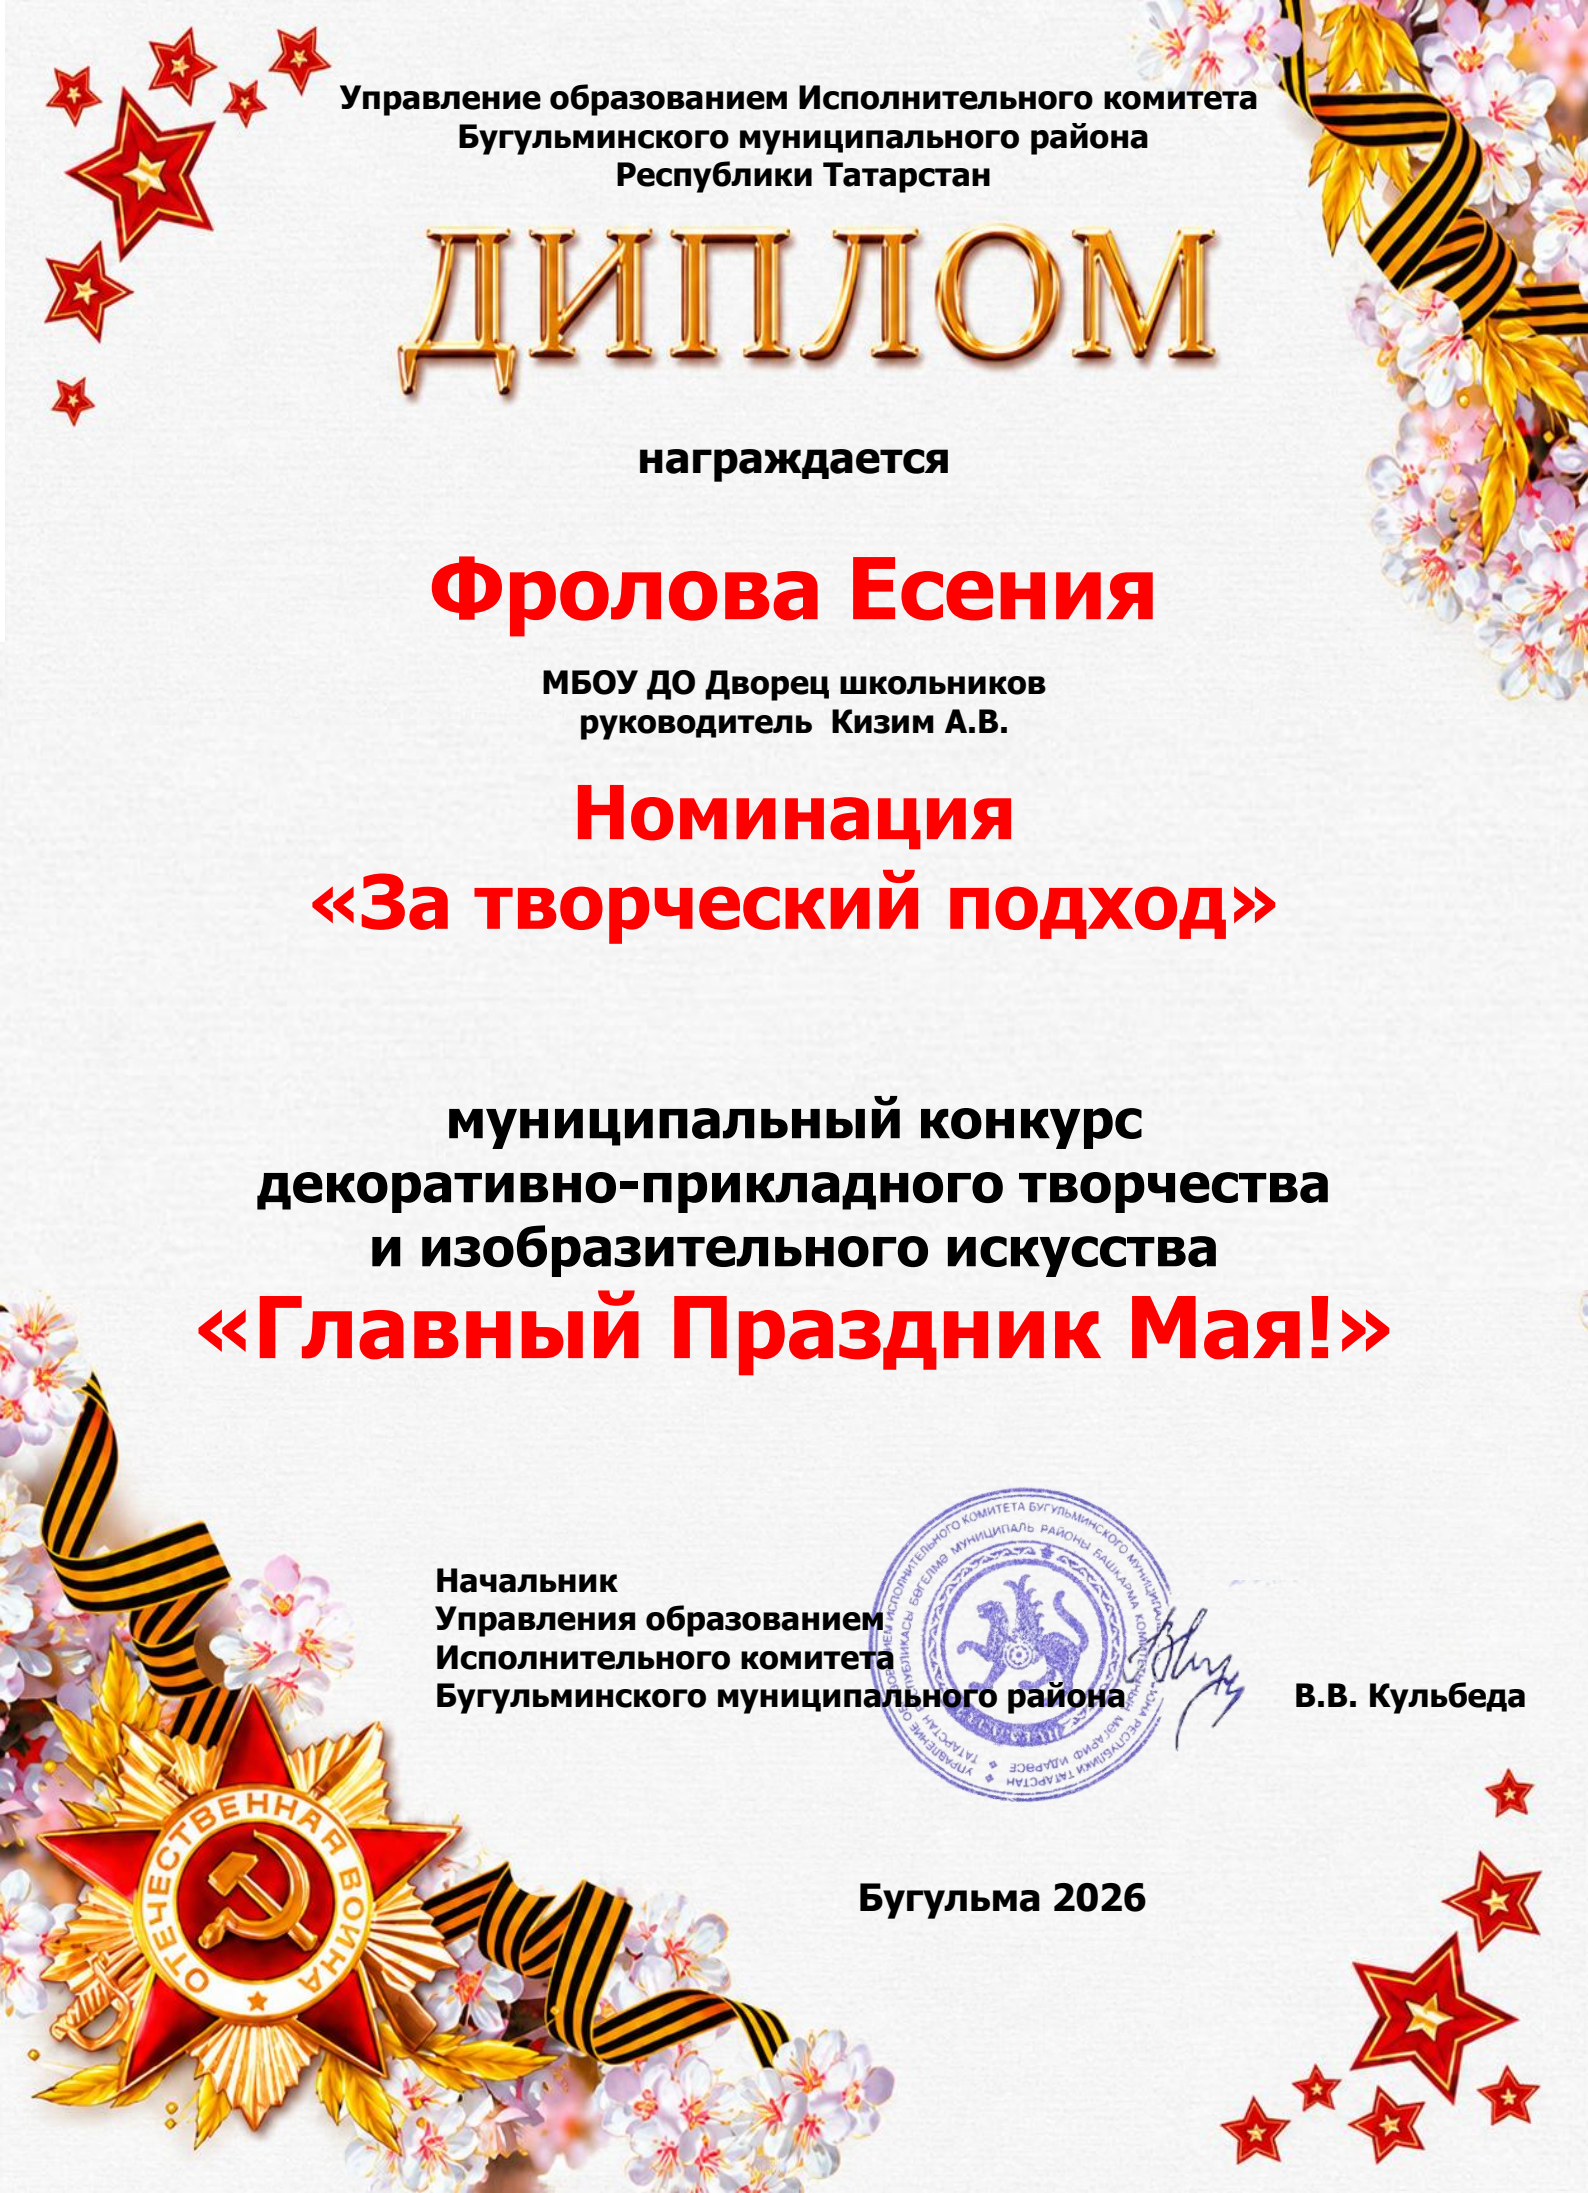 Управление образованием Исполнительного комитета
Бугульминского муниципального района
Республики Татарстан
ДИПЛОМ
награждается
Фролова Есения
МБОУ ДО Дворец школьников
руководитель Кизим А.В.
Номинация
«За творческий подход»
муниципальный конкурс
декоративно-прикладного творчества
и изобразительного искусства
«Главный Праздник Мая!»
Начальник
Управления образованием
Исполнительного комитета
Бугульминского муниципального района
В.В. Кульбеда
ОТЕЧЕСТВЕННАЯ ВОЙНА
Бугульма 2026